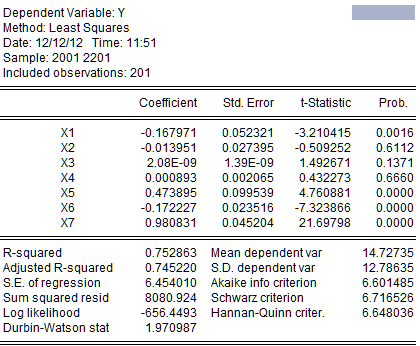 Dependent Variable: Y
Method: Least Squares
Date: 12/12/12 Time: 11:51
Sample: 2001 2201
Included observations: 201
Coefficient Std. Error t-Statistic Prob.
X1 -0.167971 0.052321 -3.210415 0.0016
X2 -0.013951 0.027395 -0.509252 0.6112
X3 2.08E-09 1.39E-09 1.492671 0.1371
X4 0.000893 0.002065 0.432273 0.6660
X5 0.473895 0.099539 4.760881 0.0000
X6 -0.172227 0.023516 -7.323866 0.0000
X7 0.980831 0.045204 21.69798 0.0000
R-squared 0.752863 Mean dependent var 14.72735
Adjusted R-squared 0.745220 S.D. dependent var 12.78635
S.E. of regression 6.454010 Akaike info criterion 6.601485
Sum squared resid 8080.924 Schwarz criterion 6.716526
Log likelihood -656.4493 Hannan-Quinn criter. 6.648036
Durbin-Watson stat 1.970987